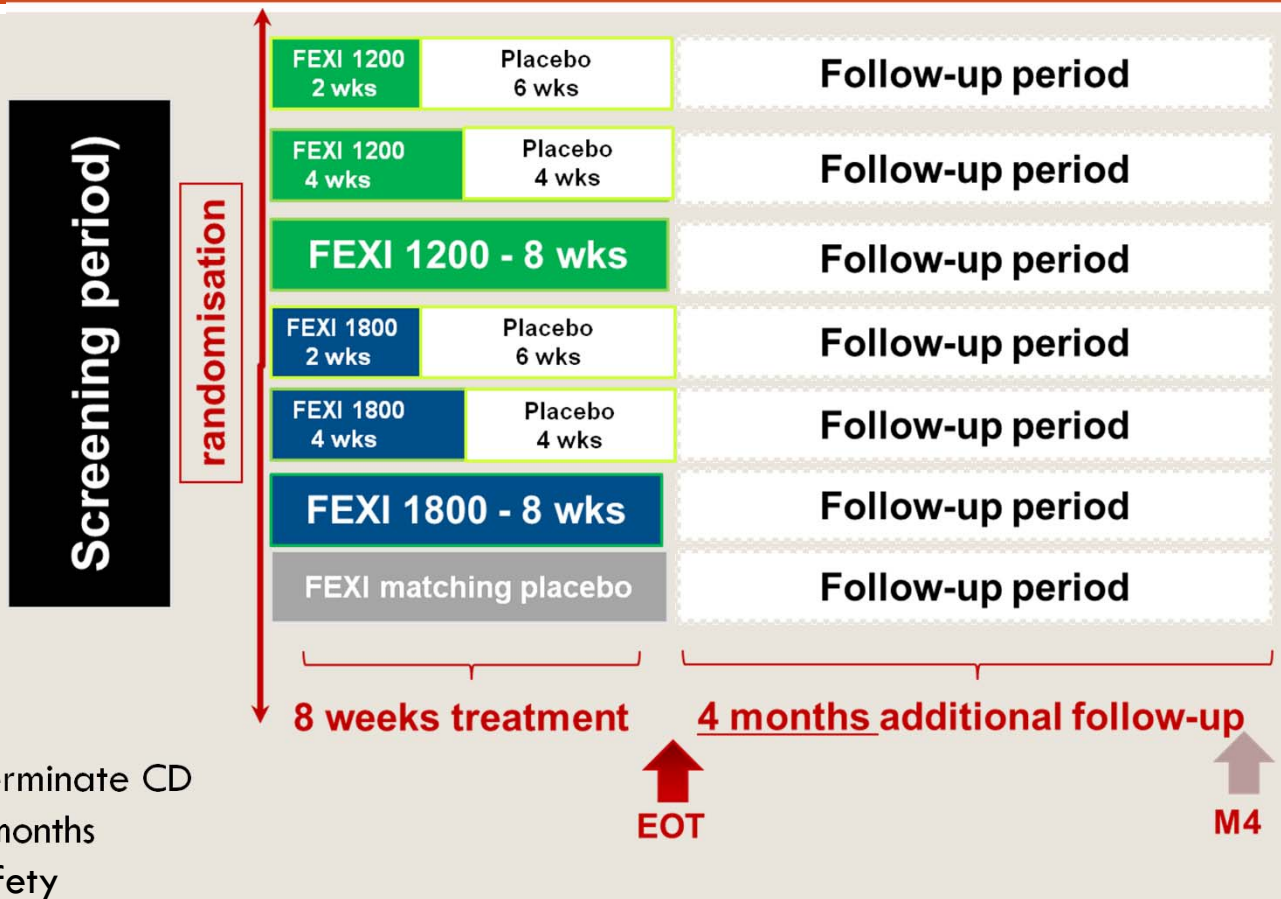 Screening period)
randomisation
FEXI 1200
2 wks
Placebo
6 wks
Follow-up period
FEXI 1200
4 wks
Placebo
4 wks
Follow-up period
FEXI 1200 - 8 wks
Follow-up period
FEXI 1800
2 wks
Placebo
6 wks
Follow-up period
FEXI 1800
4 wks
Placebo
4 wks
Follow-up period
FEXI 1800 - 8 wks
Follow-up period
FEXI matching placebo
Follow-up period
8 weeks treatment
4 months additional follow-up
EOT
M4
CD